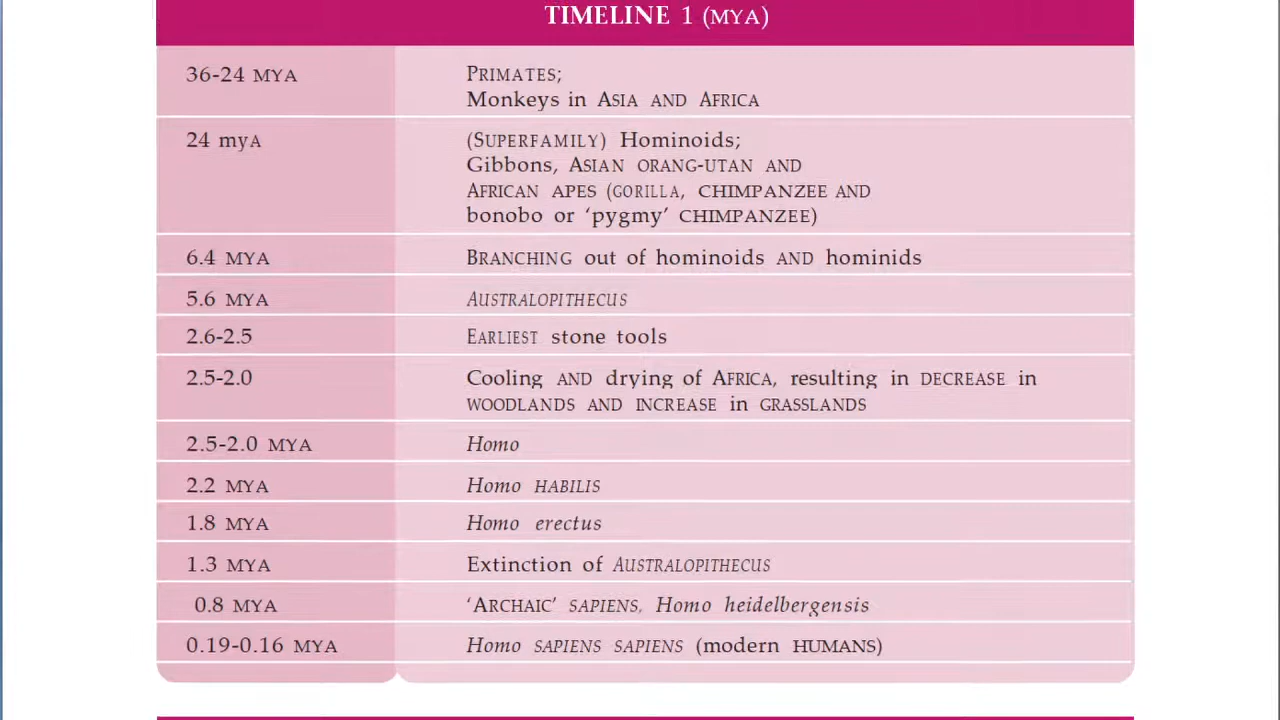 TIMELINE 1 (MYA)
36-24 MYA
PRIMATES;
Monkeys in ASIA AND AFRICA
24 myA
(SUPERFAMILY) Hominoids;
Gibbons, ASIAN ORANG-UTAN AND
AFRICAN APES (GORILLA, CHIMPANZEE AND
bonobo or ‘pygmy’ CHIMPANZEE)
6.4 MYA
BRANCHING out of hominoids AND hominids
5.6 MYA
AUSTRALOPITHECUS
2.6-2.5
EARLIEST stone tools
2.5-2.0
Cooling AND drying of AFRICA, resulting in DECREASE in
WOODLANDS AND INCREASE in GRASSLANDS
2.5-2.0 MYA
Homo
2.2 MYA
Homo HABILIS
1.8 MYA
Homo erectus
1.3 MYA
Extinction of AUSTRALOPITHECUS
0.8 MYA
‘ARCHAIC’ SAPIENS, Homo heidelbergensis
0.19-0.16 MYA
Homo SAPIENS SAPIENS (modern HUMANS)